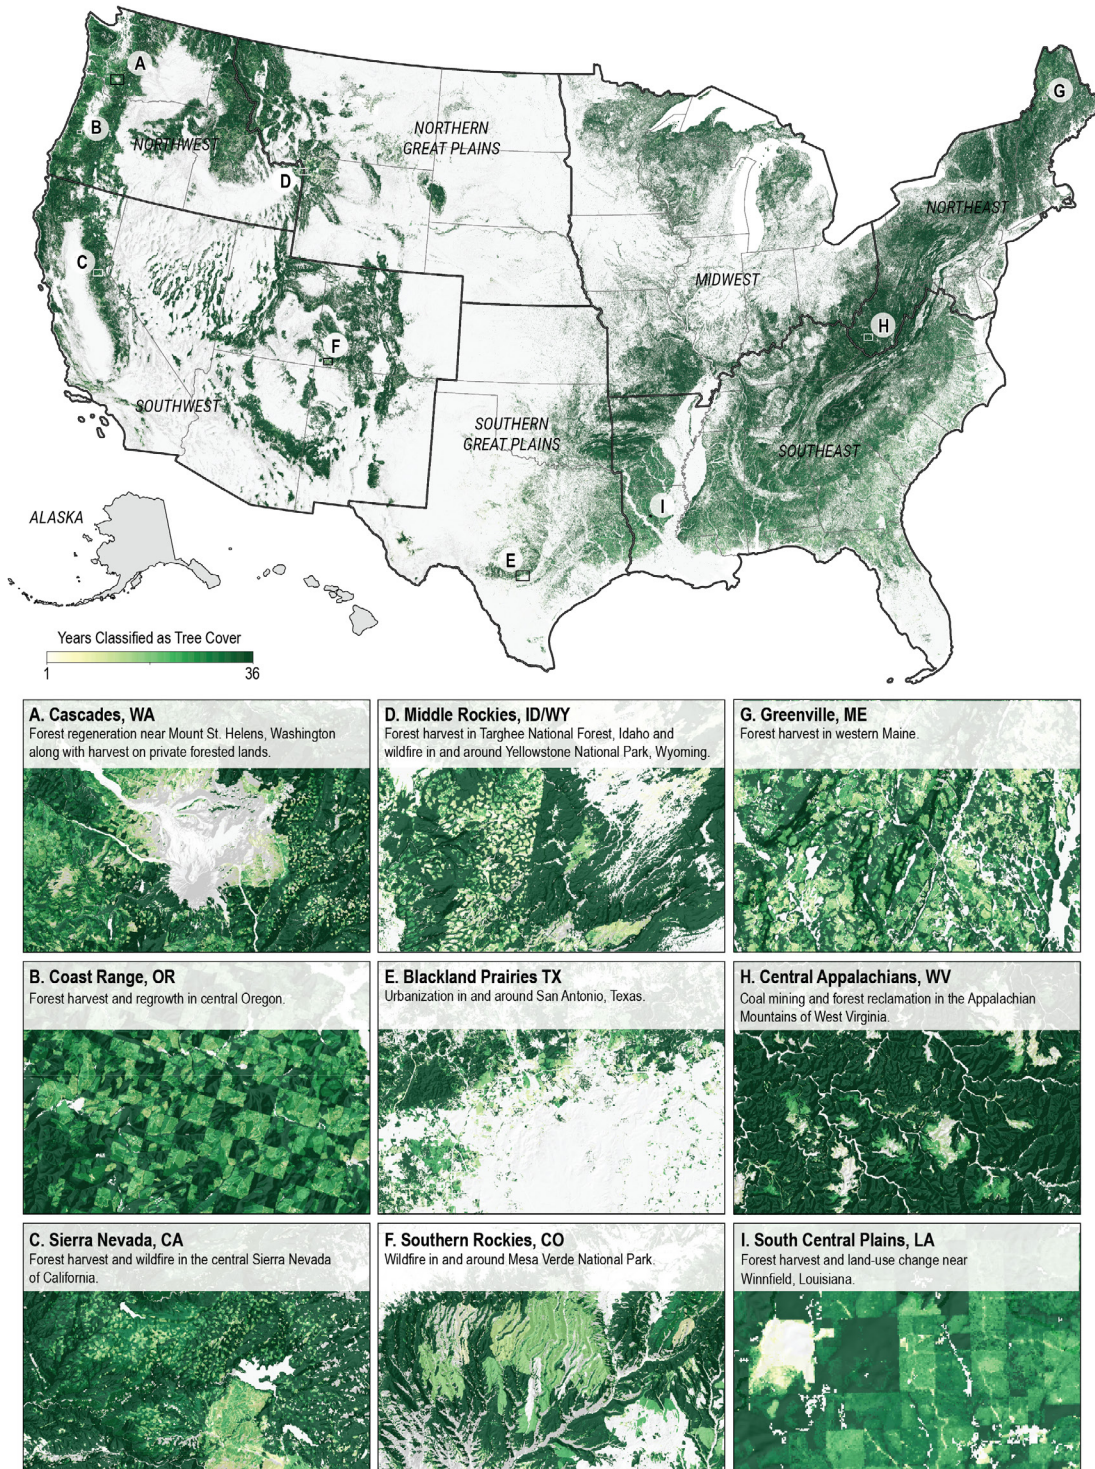 A
B
NORTHWEST
D
NORTHERN
GREAT PLAINS
G
NORTHEAST
C
MIDWEST
H
F
SOUTHWEST
SOUTHERN
GREAT PLAINS
SOUTHEAST
I
ALASKA
E
Years Classified as Tree Cover
1 36
A. Cascades, WA
Forest regeneration near Mount St. Helens, Washington
along with harvest on private forested lands.
D. Middle Rockies, ID/WY
Forest harvest in Targhee National Forest, Idaho and
wildfire in and around Yellowstone National Park, Wyoming.
G. Greenville, ME
Forest harvest in western Maine.
B. Coast Range, OR
Forest harvest and regrowth in central Oregon.
E. Blackland Prairies TX
Urbanization in and around San Antonio, Texas.
H. Central Appalachians, WV
Coal mining and forest reclamation in the Appalachian
Mountains of West Virginia.
C. Sierra Nevada, CA
Forest harvest and wildfire in the central Sierra Nevada
of California.
F. Southern Rockies, CO
Wildfire in and around Mesa Verde National Park.
I. South Central Plains, LA
Forest harvest and land-use change near
Winnfield, Louisiana.